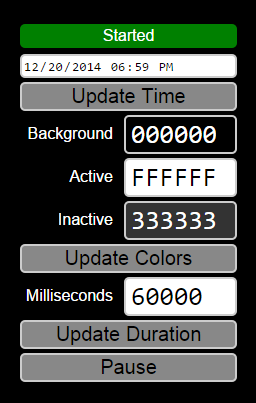 Started
12/20/2014 06:59 PM
Update Time
Background 000000
Active FFFFFF
Inactive 333333
Update Colors
Milliseconds 60000
Update Duration
Pause